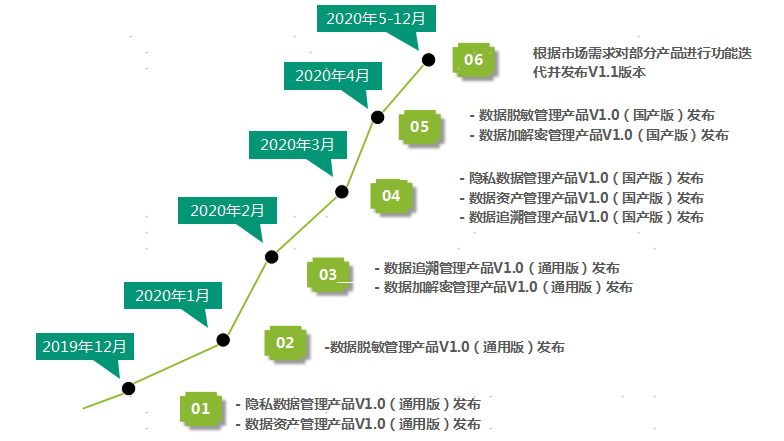 2020年5-12月
06
根据市场需求对部分产品进行功能迭
代并发布V1.1版本
2020年4月
05
- 数据脱敏管理产品V1.0（国产版）发布
- 数据加解密管理产品V1.0（国产版）发布
2020年3月
04
- 隐私数据管理产品V1.0（国产版）发布
- 数据资产管理产品V1.0（国产版）发布
- 数据追溯管理产品V1.0（国产版）发布
2020年2月
03
- 数据追溯管理产品V1.0（通用版）发布
- 数据加解密管理产品V1.0（通用版）发布
2020年1月
02
-数据脱敏管理产品V1.0（通用版）发布
2019年12月
01
- 隐私数据管理产品V1.0（通用版）发布
- 数据资产管理产品V1.0（通用版）发布